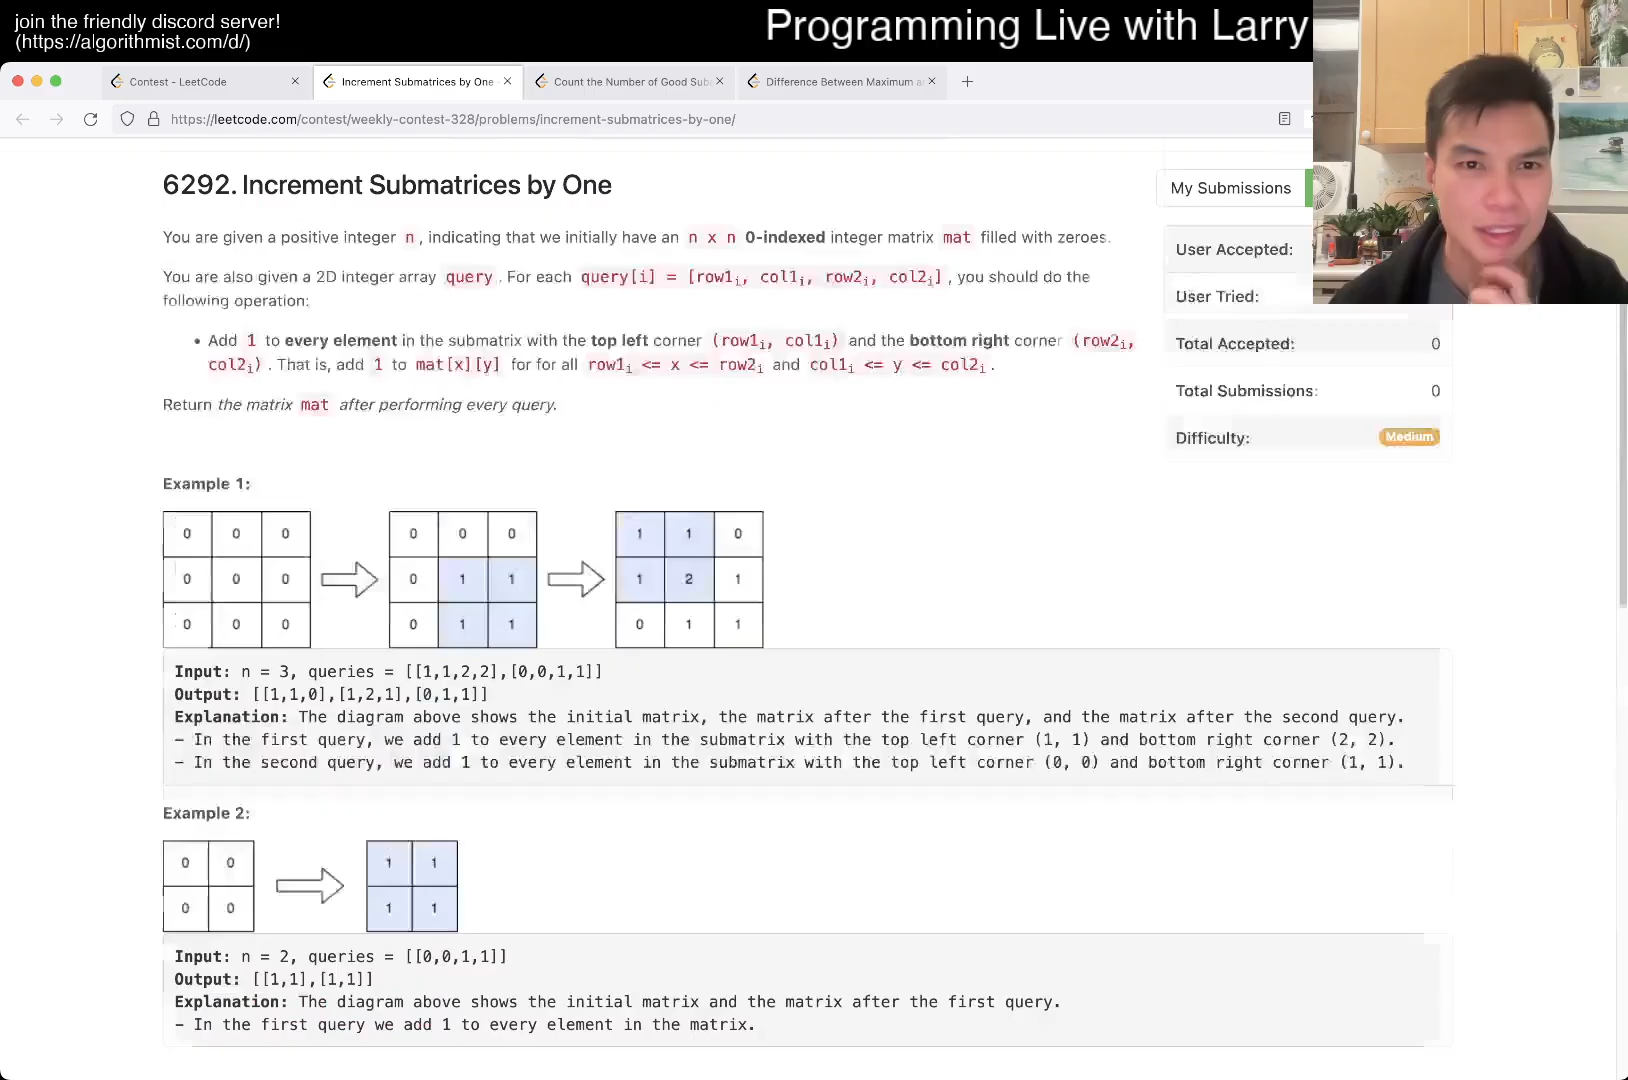 join the friendly discord server!
(https://algorithmist.com/d/)
Programming Live with Larry
Contest - LeetCode
Increment Submatrices by One -
Count the Number of Good Sub
Difference Between Maximum a
https://leetcode.com/contest/weekly-contest-328/problems/increment-submatrices-by-one/
6292. Increment Submatrices by One
My Submissions
You are given a positive integer n, indicating that we initially have an n x n 0-indexed integer matrix mat filled with zeroes.
You are also given a 2D integer array query. For each query[i] = [row1i, col1i, row2i, col2i], you should do the
following operation:
• Add 1 to every element in the submatrix with the top left corner (row1i, col1i) and the bottom right corner (row2i,
col2i). That is, add 1 to mat[x][y] for for all row1i <= x <= row2i and col1i <= y <= col2i.
Return the matrix mat after performing every query.
User Accepted:
User Tried:
Total Accepted: 0
Total Submissions: 0
Difficulty: Medium
Example 1:
0 0 0 0 0 0 1 1 0
0 0 0 0 1 1 1 2 1
0 0 0 0 1 1 0 1 1
Input: n = 3, queries = [[1,1,2,2],[0,0,1,1]]
Output: [[1,1,0],[1,2,1],[0,1,1]]
Explanation: The diagram above shows the initial matrix, the matrix after the first query, and the matrix after the second query.
- In the first query, we add 1 to every element in the submatrix with the top left corner (1, 1) and bottom right corner (2, 2).
- In the second query, we add 1 to every element in the submatrix with the top left corner (0, 0) and bottom right corner (1, 1).
Example 2:
0 0 1 1
0 0 1 1
Input: n = 2, queries = [[0,0,1,1]]
Output: [[1,1],[1,1]]
Explanation: The diagram above shows the initial matrix and the matrix after the first query.
- In the first query we add 1 to every element in the matrix.